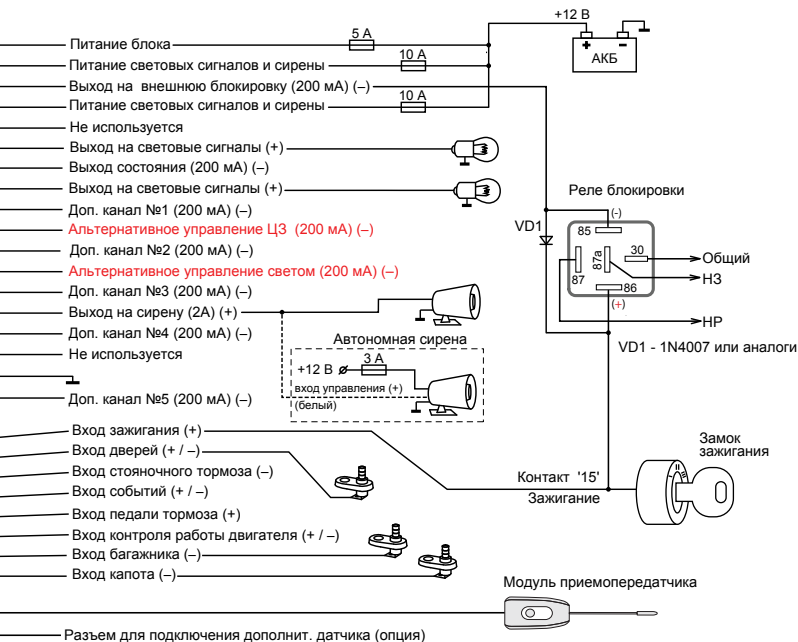 +12 В
5 А
Питание блока
+ –
АКБ
10 А
Питание световых сигналов и сирены
Выход на внешнюю блокировку (200 мА) (–)
10 А
Питание световых сигналов и сирены
Не используется
Выход на световые сигналы (+)
Выход состояния (200 мА) (–)
Выход на световые сигналы (+)
Реле блокировки
Доп. канал №1 (200 мА) (–)
(-)
VD1
85
Альтернативное управление ЦЗ (200 мА) (–)
Доп. канал №2 (200 мА) (–)
87a
30
Общий
Альтернативное управление светом (200 мА) (–)
87
НЗ
Доп. канал №3 (200 мА) (–)
86
(+)
Выход на сирену (2А) (+)
НР
Доп. канал №4 (200 мА) (–)
Автономная сирена
VD1 - 1N4007 или аналоги
Не используется
3 А
+12 В
вход управления (+)
(белый)
Доп. канал №5 (200 мА) (–)
Вход зажигания (+)
Замок
зажигания
Вход дверей (+ / –)
Вход стояночного тормоза (–)
Контакт '15'
Зажигание
Вход событий (+ / –)
Вход педали тормоза (+)
Вход контроля работы двигателя (+ / –)
Вход багажника (–)
Вход капота (–)
Модуль приемопередатчика
Разъем для подключения дополнит. датчика (опция)